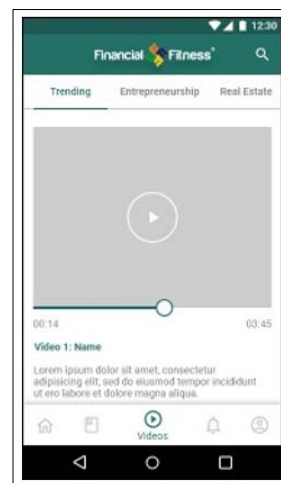 12:30
Financial Fitness
Trending Entrepreneurship Real Estate
00:14 03:45
Video 1: Name
Lorem ipsum dolor sit amet, consectetur
adipisicing elit, sed do eiusmod tempor incididunt
ut ero labore et dolore magna aliqua.
Videos